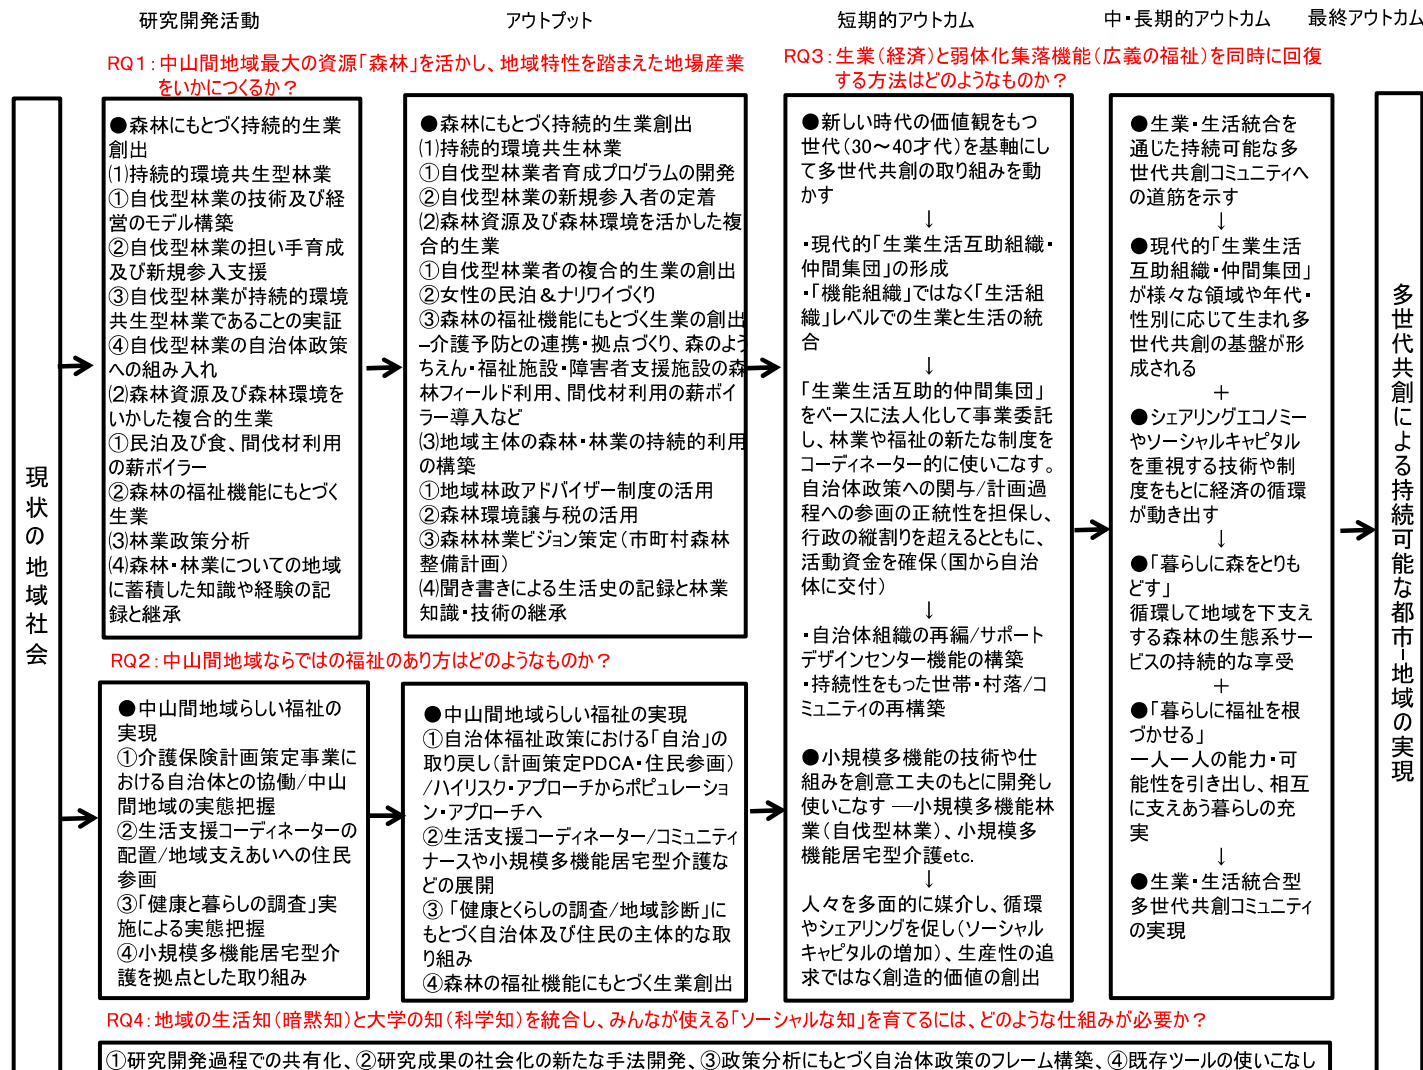 研究開発活動
アウトプット
短期的アウトカム
中・長期的アウトカム
最終アウトカム
RQ1：中山間地域最大の資源「森林」を活かし、地域特性を踏まえた地場産業
をいかにつくるか？
RQ3：生業（経済）と弱体化集落機能（広義の福祉）を同時に回復
する方法はどのようなものか？
現状の地域社会
●森林にもとづく持続的生業
創出
⑴持続的環境共生型林業
①自伐型林業の技術及び経
営のモデル構築
②自伐型林業の担い手育成
及び新規参入支援
③自伐型林業が持続的環境
共生型林業であることの実証
④自伐型林業の自治体政策
への組み入れ
⑵森林資源及び森林環境を
いかした複合的生業
①民泊及び食、間伐材利用
の薪ボイラー
②森林の福祉機能にもとづく
生業
⑶林業政策分析
⑷森林・林業についての地域
に蓄積した知識や経験の記
録と継承
●森林にもとづく持続的生業創出
⑴持続的環境共生林業
①自伐型林業者育成プログラムの開発
②自伐型林業の新規参入者の定着
⑵森林資源及び森林環境を活かした複
合的生業
①自伐型林業者の複合的生業の創出
②女性の民泊＆ナリワイづくり
③森林の福祉機能にもとづく生業の創出
–介護予防との連携・拠点づくり、森のよう
ちえん・福祉施設・障害者支援施設の森
林フィールド利用、間伐材利用の薪ボイ
ラー導入など
⑶地域主体の森林・林業の持続的利用
の構築
①地域林政アドバイザー制度の活用
②森林環境譲与税の活用
③森林林業ビジョン策定（市町村森林
整備計画）
⑷聞き書きによる生活史の記録と林業
知識・技術の継承
RQ2：中山間地域ならではの福祉のあり方はどのようなものか？
●中山間地域らしい福祉の
実現
①介護保険計画策定事業に
おける自治体との協働/中山
間地域の実態把握
②生活支援コーディネーターの
配置/地域支えあいへの住民
参画
③「健康と暮らしの調査」実
施による実態把握
④小規模多機能居宅型介
護を拠点とした取り組み
●中山間地域らしい福祉の実現
①自治体福祉政策における「自治」の
取り戻し（計画策定PDCA・住民参画）
/ハイリスク・アプローチからポピュレーショ
ン・アプローチへ
②生活支援コーディネーター/コミュニティ
ナースや小規模多機能居宅型介護な
どの展開
③「健康とくらしの調査/地域診断」に
もとづく自治体及び住民の主体的な取
り組み
④森林の福祉機能にもとづく生業創出
●新しい時代の価値観をもつ
世代（30～40才代）を基軸にし
て多世代共創の取り組みを動
かす
↓
・現代的「生業生活互助組織・
仲間集団」の形成
・「機能組織」ではなく「生活組
織」レベルでの生業と生活の統
合
↓
「生業生活互助的仲間集団」
をベースに法人化して事業委託
し、林業や福祉の新たな制度を
コーディネーター的に使いこなす。
自治体政策への関与/計画過
程への参画の正統性を担保し、
行政の縦割りを超えるとともに、
活動資金を確保（国から自治
体に交付）
↓
・自治体組織の再編/サポート
デザインセンター機能の構築
・持続性をもった世帯・村落/コ
ミュニティの再構築
●小規模多機能の技術や仕
組みを創意工夫のもとに開発し
使いこなす ―小規模多機能林
業（自伐型林業）、小規模多
機能居宅型介護etc.
↓
人々を多面的に媒介し、循環
やシェアリングを促し（ソーシャル
キャピタルの増加）、生産性の追
求ではなく創造的価値の創出
●生業・生活統合を
通じた持続可能な多
世代共創コミュニティへ
の道筋を示す
↓
●現代的「生業生活
互助組織・仲間集団」
が様々な領域や年代・
性別に応じて生まれ多
世代共創の基盤が形
成される
＋
●シェアリングエコノミー
やソーシャルキャピタル
を重視する技術や制
度をもとに経済の循環
が動き出す
↓
●「暮らしに森をとりも
どす」
循環して地域を下支え
する森林の生態系サー
ビスの持続的な享受
＋
●「暮らしに福祉を根
づかせる」
一人一人の能力・可
能性を引き出し、相互
に支えあう暮らしの充
実
↓
●生業・生活統合型
多世代共創コミュニティ
の実現
多世代共創による持続可能な都市-地域の実現
RQ4：地域の生活知（暗黙知）と大学の知（科学知）を統合し、みんなが使える「ソーシャルな知」を育てるには、どのような仕組みが必要か？
①研究開発過程での共有化、②研究成果の社会化の新たな手法開発、③政策分析にもとづく自治体政策のフレーム構築、④既存ツールの使いこなし